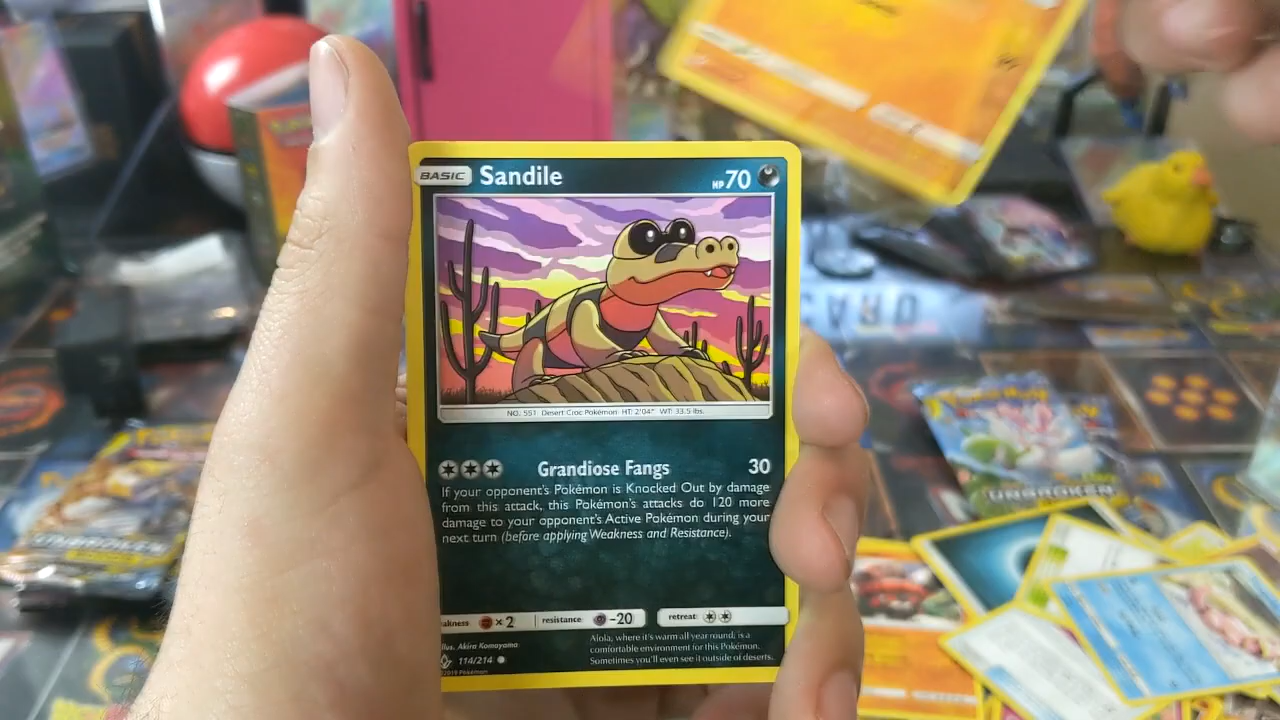 BASIC Sandile HP 70
NO. 551 Desert Croc Pokémon HT: 2'04" WT: 33.5 lbs.
Grandiose Fangs 30
If your opponent's Pokémon is Knocked Out by damage
from this attack, this Pokémon's attacks do 120 more
damage to your opponent's Active Pokémon during your
next turn (before applying Weakness and Resistance).
akness ×2 resistance -20 retreat
llus. Akira Komayama
114/214
©2019 Pokémon
Alola, where it's warm all year round, is a
comfortable environment for this Pokémon.
Sometimes you'll even see it outside of deserts.
CARD
UNBROKEN
UNBROKEN